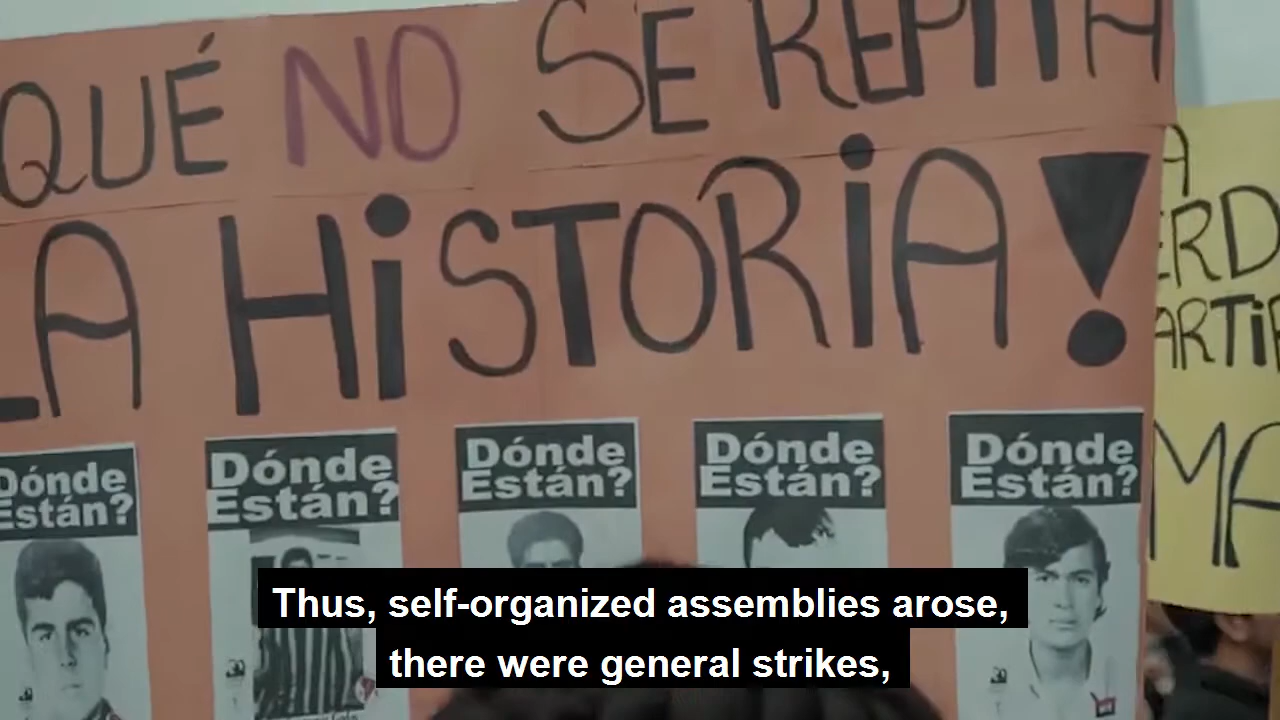 QUÉ NO SE REPITA
LA HiSTORiA!
Dónde
Están?
Dónde
Están?
Dónde
Están?
Dónde
Están?
Dónde
Están?
Thus, self-organized assemblies arose,
there were general strikes,